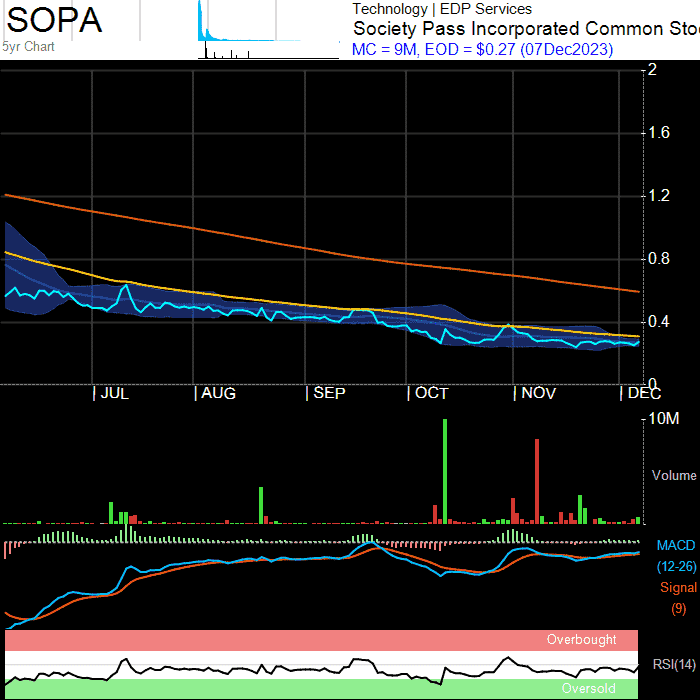 SOPA
5yr Chart
Technology | EDP Services
Society Pass Incorporated Common Sto
MC = 9M, EOD = $0.27 (07Dec2023)
2
1.6
1.2
0.8
0.4
0
JUL AUG SEP OCT NOV DEC
10M
Volume
MACD
(12-26)
Signal
(9)
Overbought
RSI(14)
Oversold